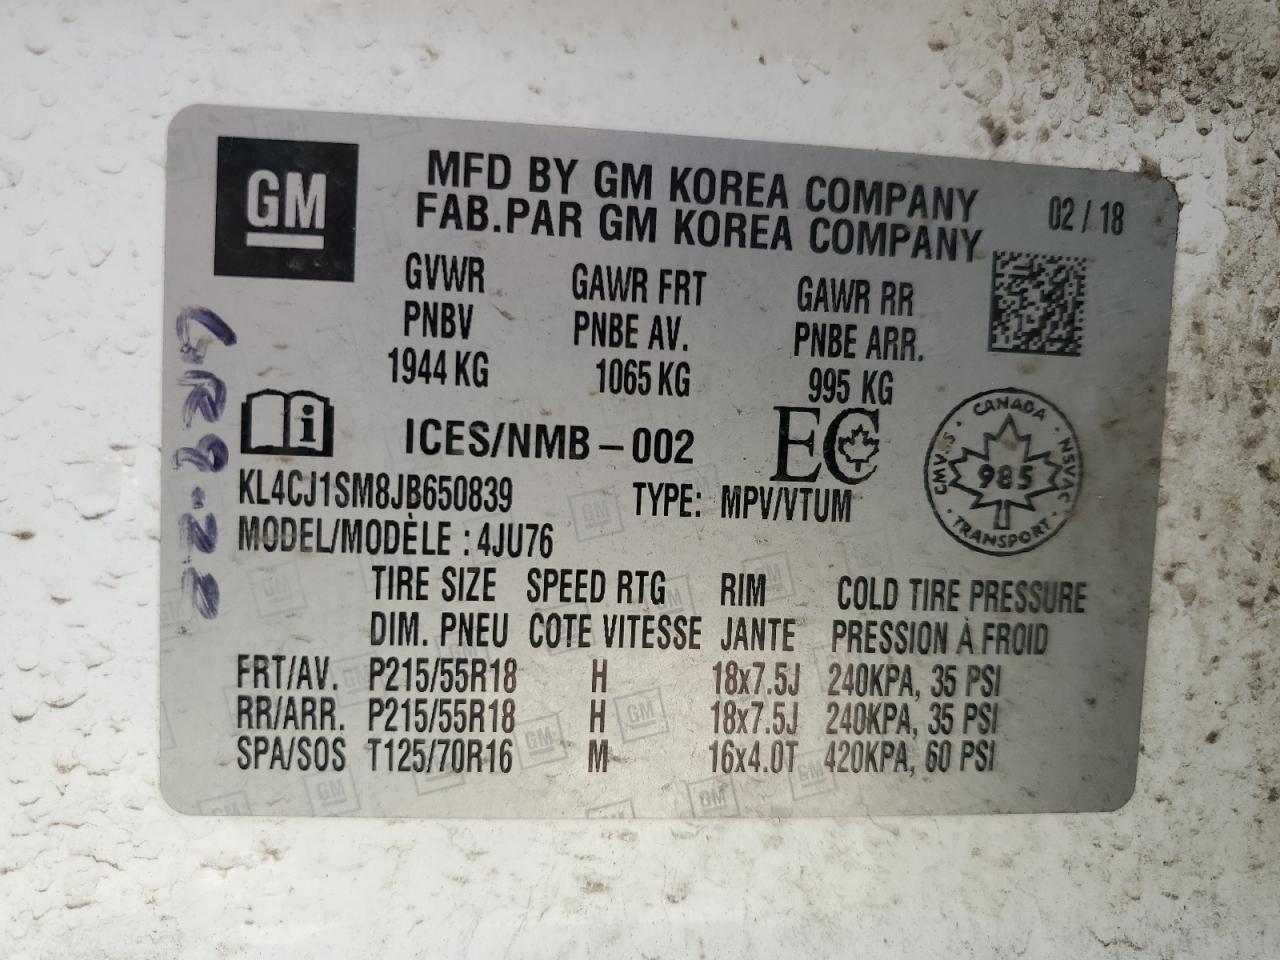 GM
MFD BY GM KOREA COMPANY
FAB.PAR GM KOREA COMPANY
02/18
GVWR GAWR FRT GAWR RR
PNBV PNBE AV. PNBE ARR.
1944 KG 1065 KG 995 KG
ICES/NMB-002 EC
CANADA
CMVSS 985 NSVAC
TRANSPORT
KL4CJ1SM8JB650839 TYPE: MPV/VTUM
MODEL/MODÈLE : 4JU76
TIRE SIZE SPEED RTG RIM COLD TIRE PRESSURE
DIM. PNEU COTE VITESSE JANTE PRESSION À FROID
FRT/AV. P215/55R18 H 18x7.5J 240KPA, 35 PSI
RR/ARR. P215/55R18 H 18x7.5J 240KPA, 35 PSI
SPA/SOS T125/70R16 M 16x4.0T 420KPA, 60 PSI